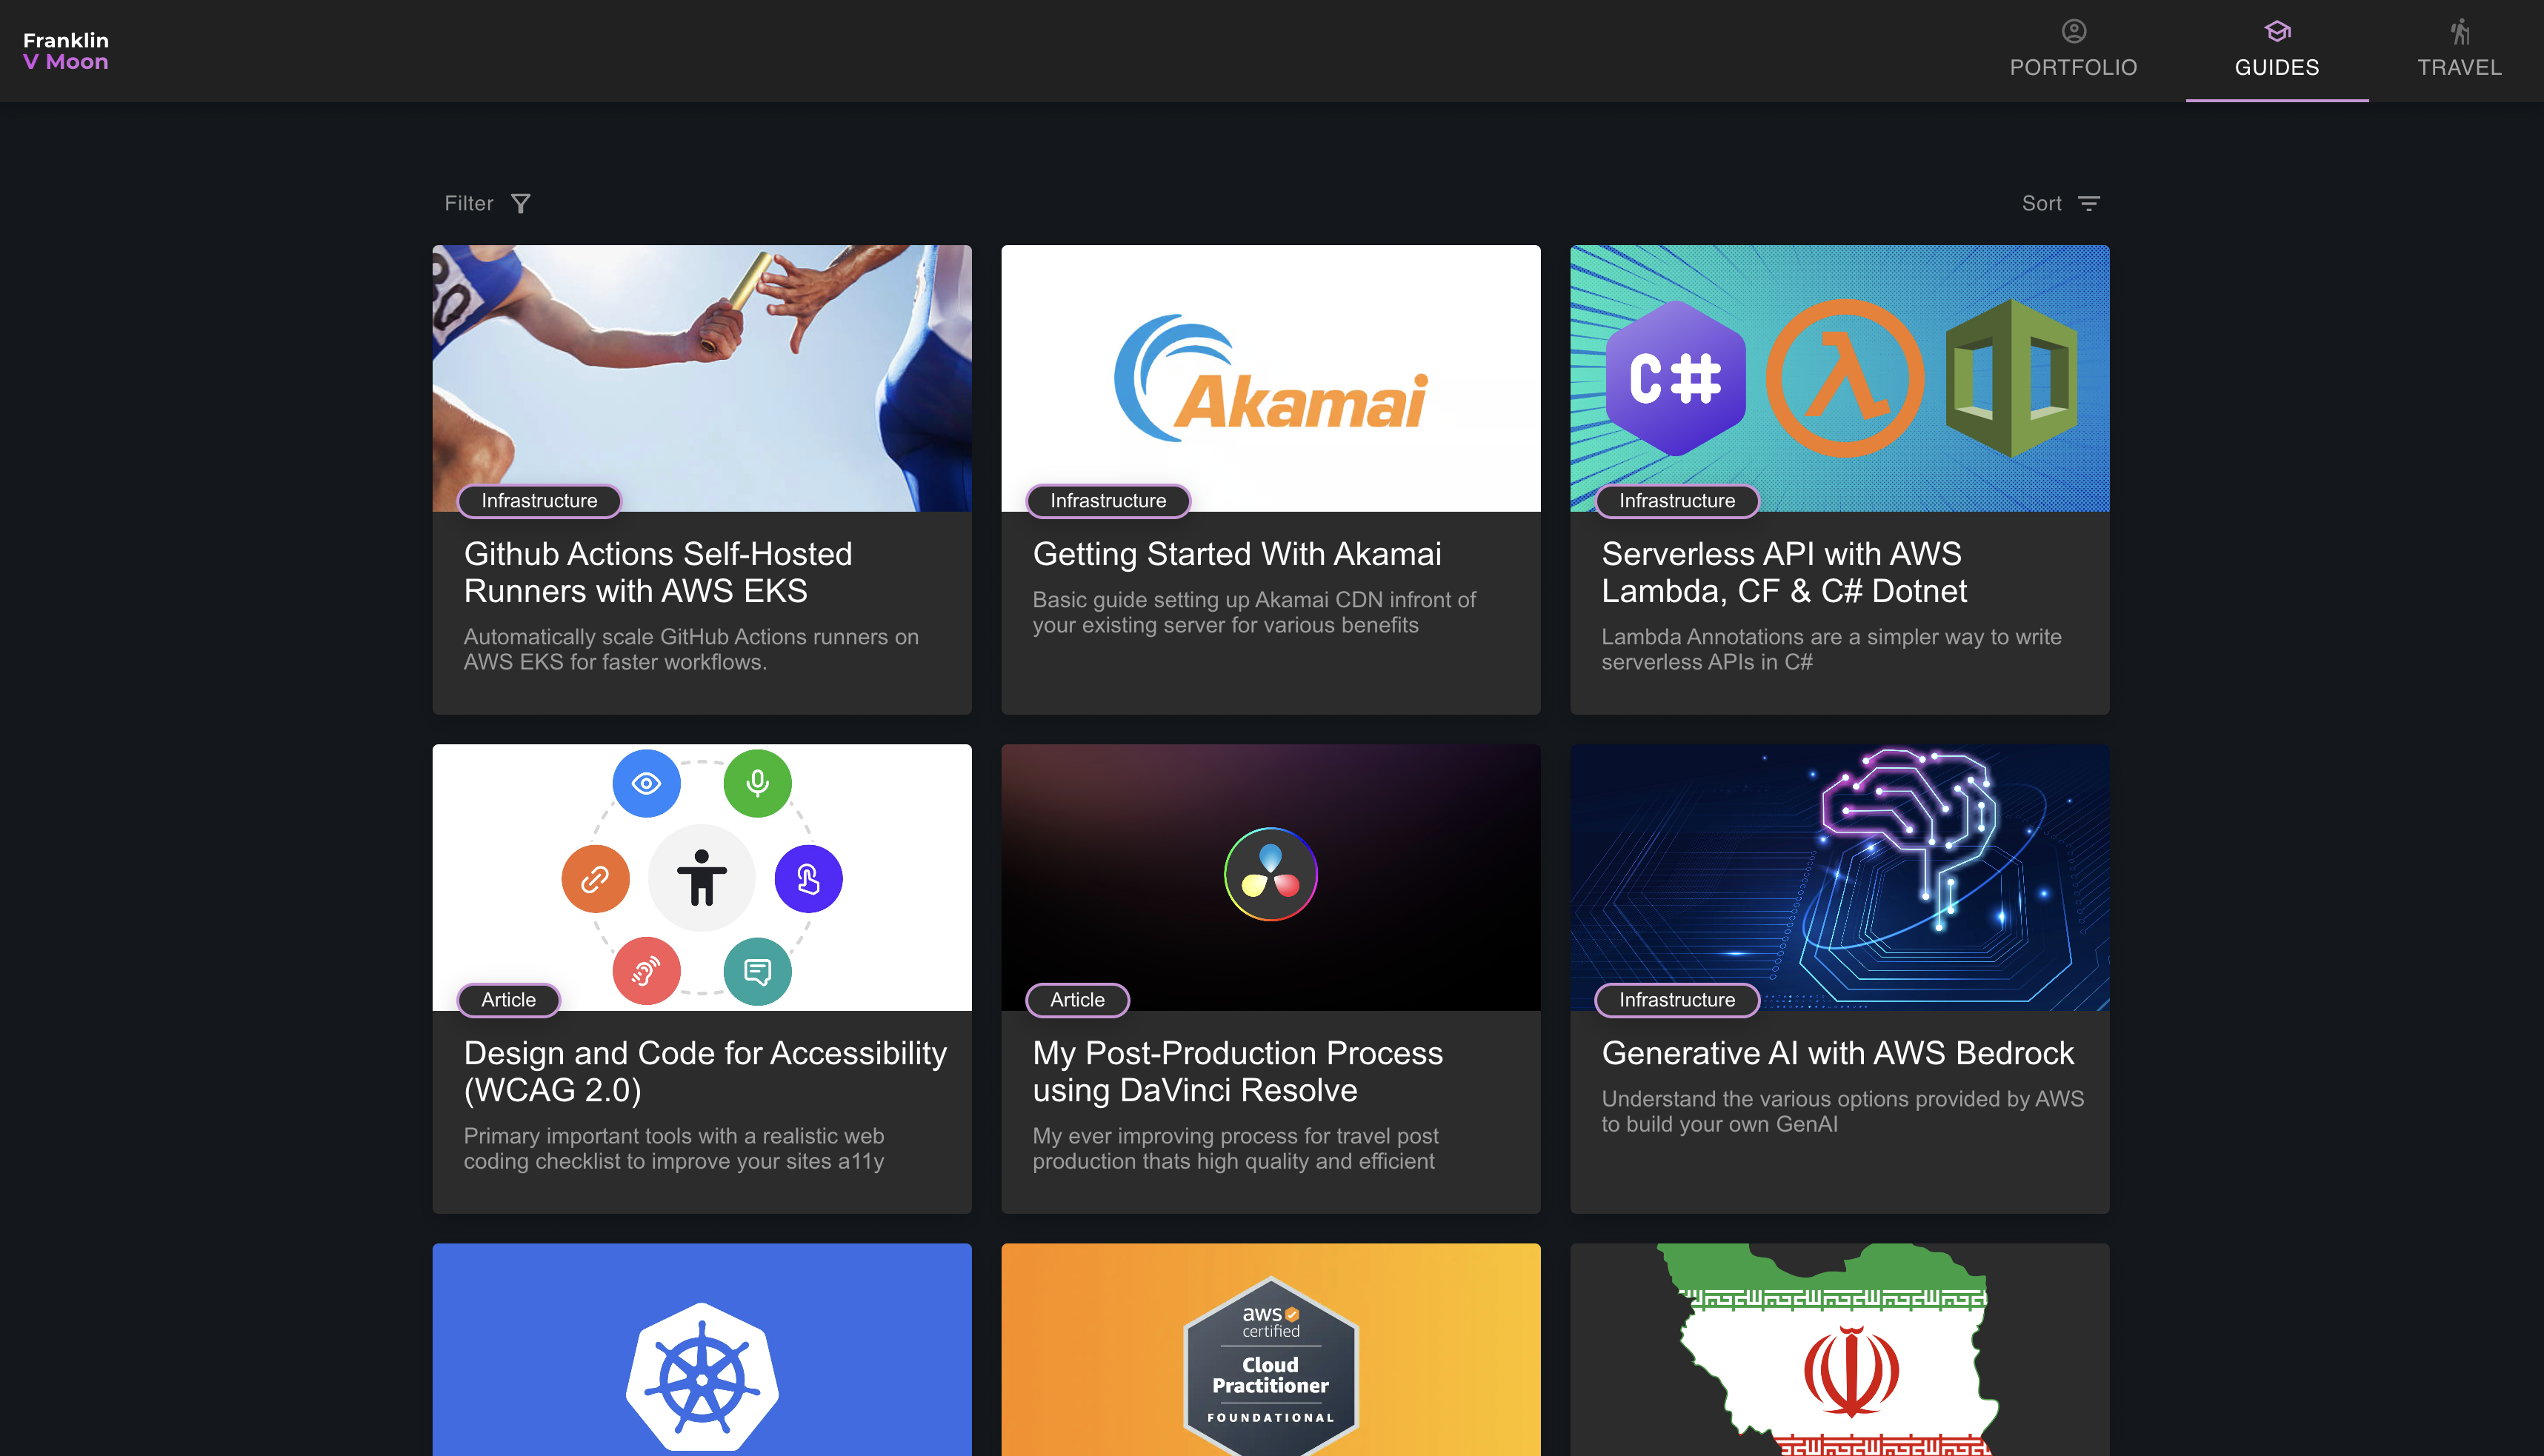 Franklin
V Moon
PORTFOLIO
GUIDES
TRAVEL
Filter
Sort
Akamai
C#
λ
Infrastructure
Infrastructure
Infrastructure
Github Actions Self-Hosted
Runners with AWS EKS
Automatically scale GitHub Actions runners on
AWS EKS for faster workflows.
Getting Started With Akamai
Basic guide setting up Akamai CDN infront of
your existing server for various benefits
Serverless API with AWS
Lambda, CF & C# Dotnet
Lambda Annotations are a simpler way to write
serverless APIs in C#
Article
Article
Infrastructure
Design and Code for Accessibility
(WCAG 2.0)
Primary important tools with a realistic web
coding checklist to improve your sites a11y
My Post-Production Process
using DaVinci Resolve
My ever improving process for travel post
production thats high quality and efficient
Generative AI with AWS Bedrock
Understand the various options provided by AWS
to build your own GenAI
aws
certified
Cloud
Practitioner
FOUNDATIONAL